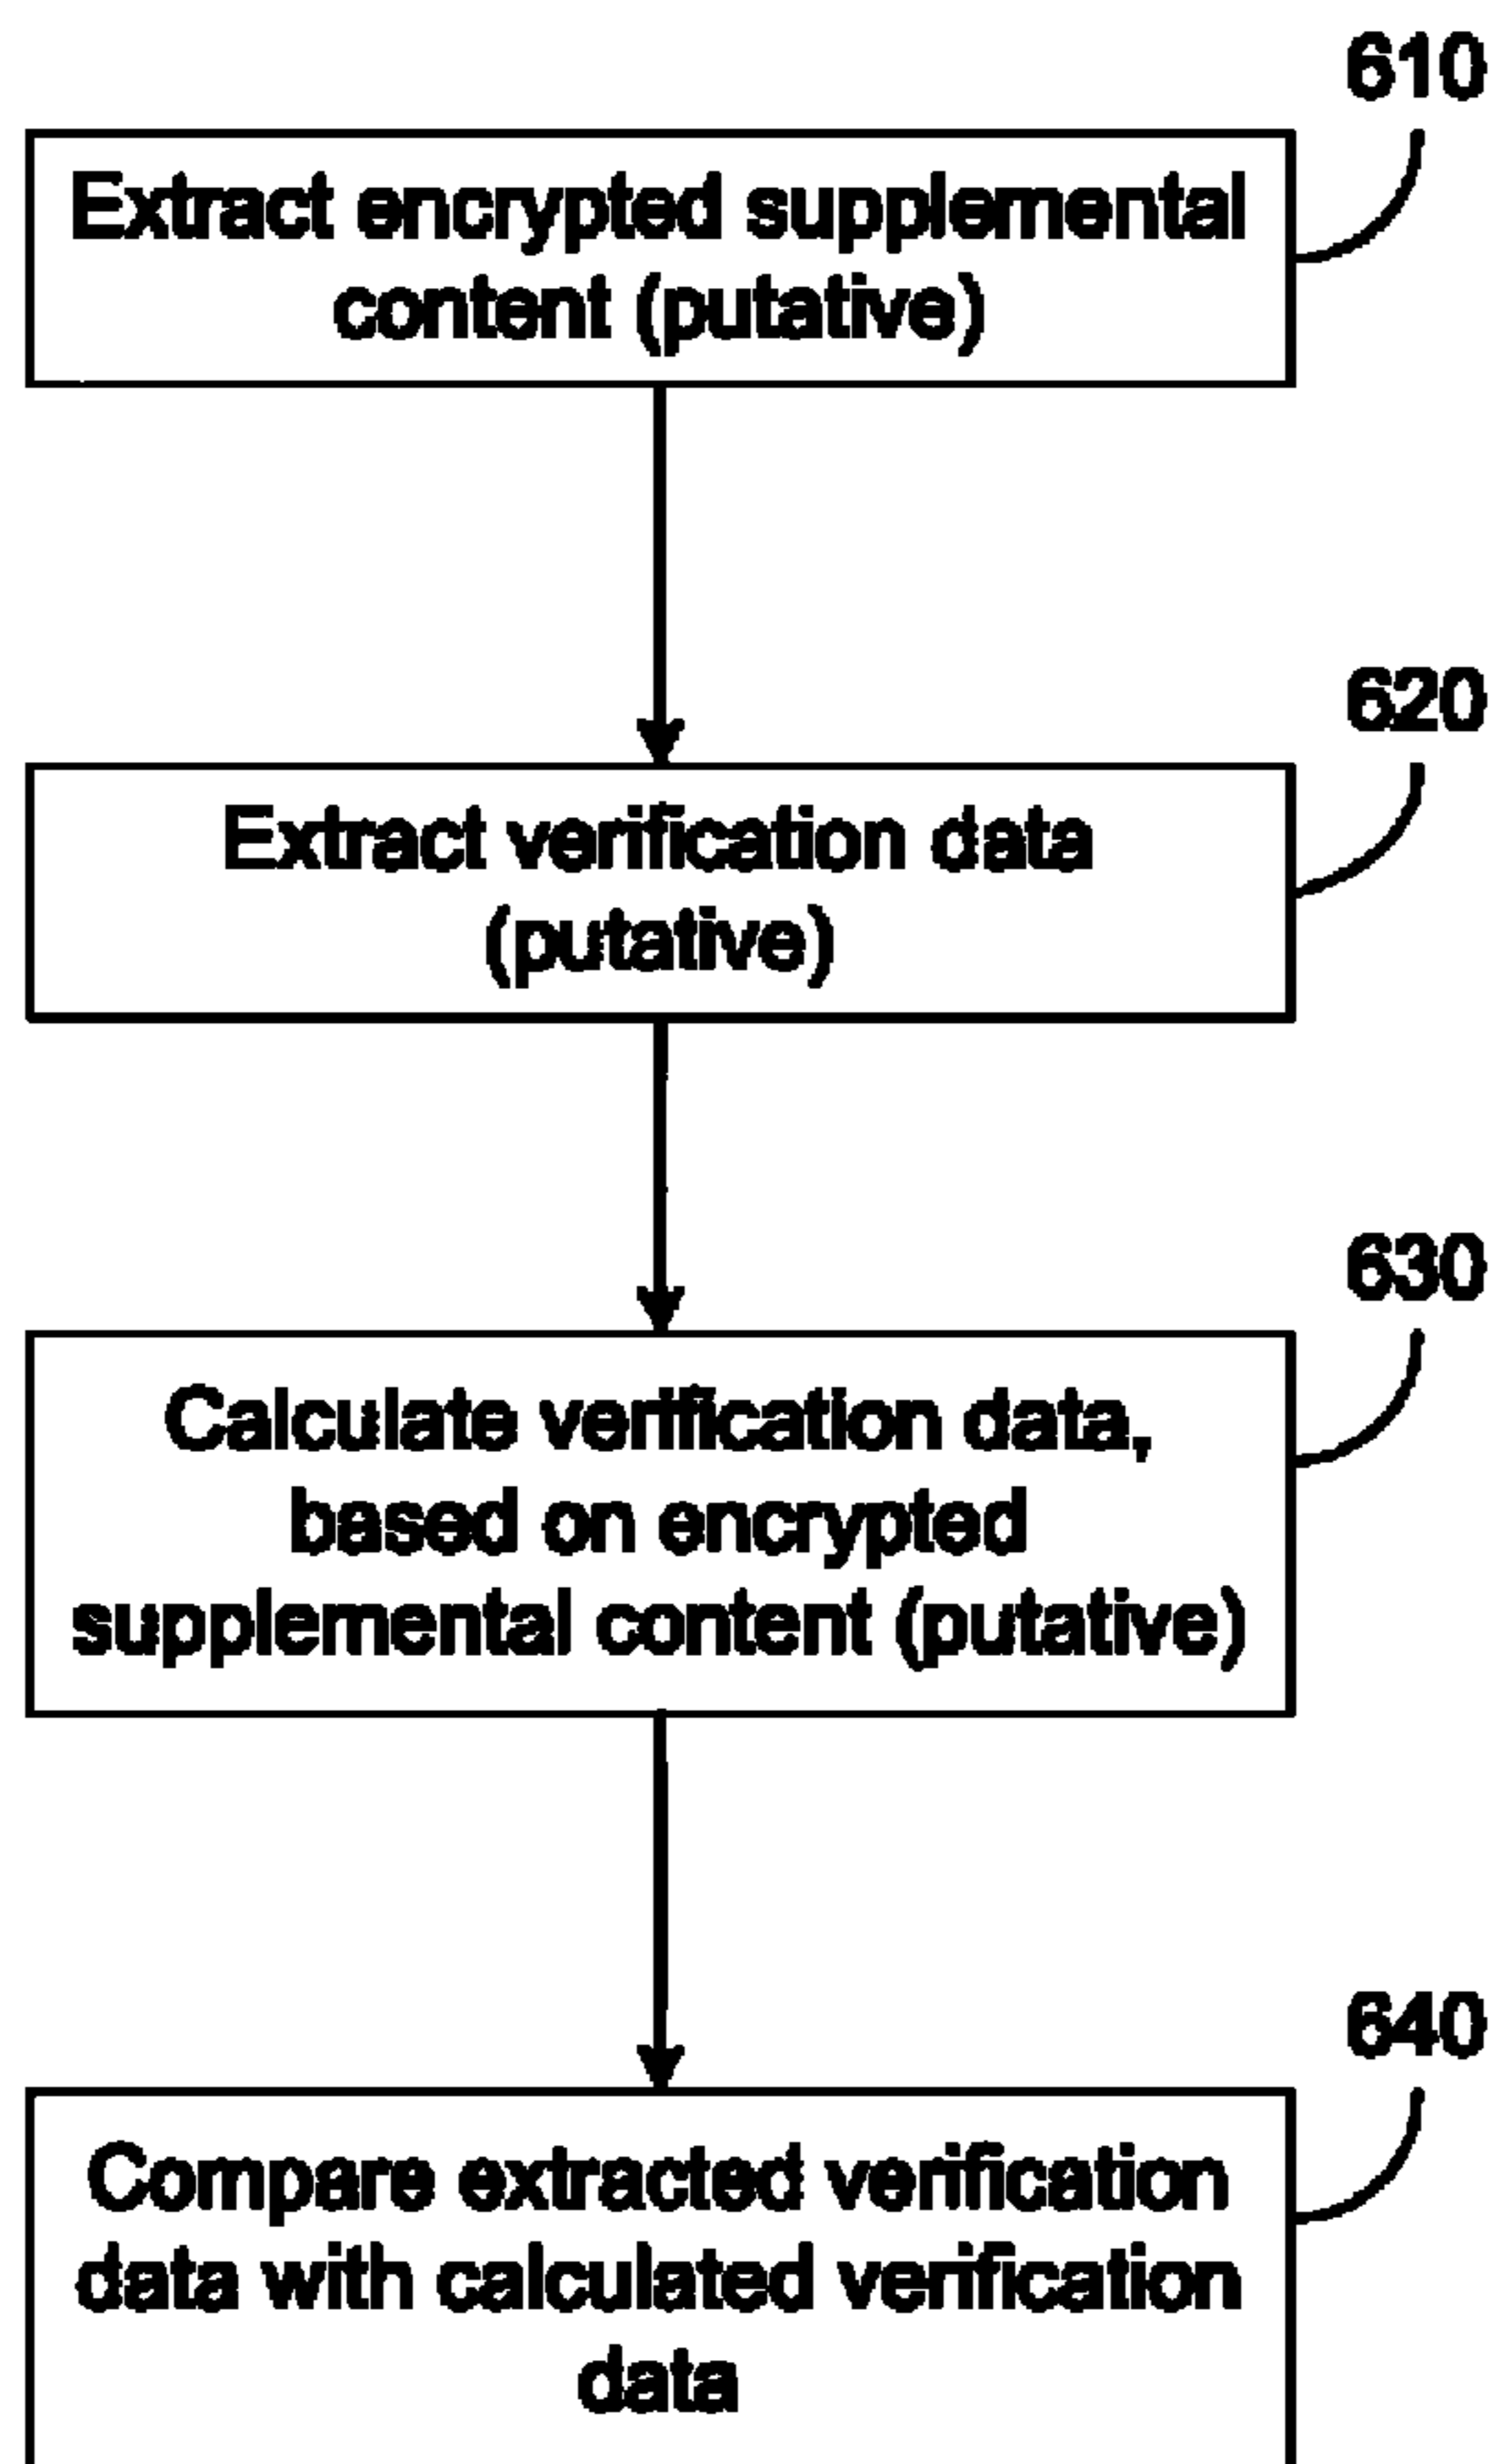 610
Extract encrypted supplemental
content (putative)
620
Extract verification data
(putative)
630
Calculate verification data,
based on encrypted
supplemental content (putative)
640
Compare extracted verification
data with calculated verification
data